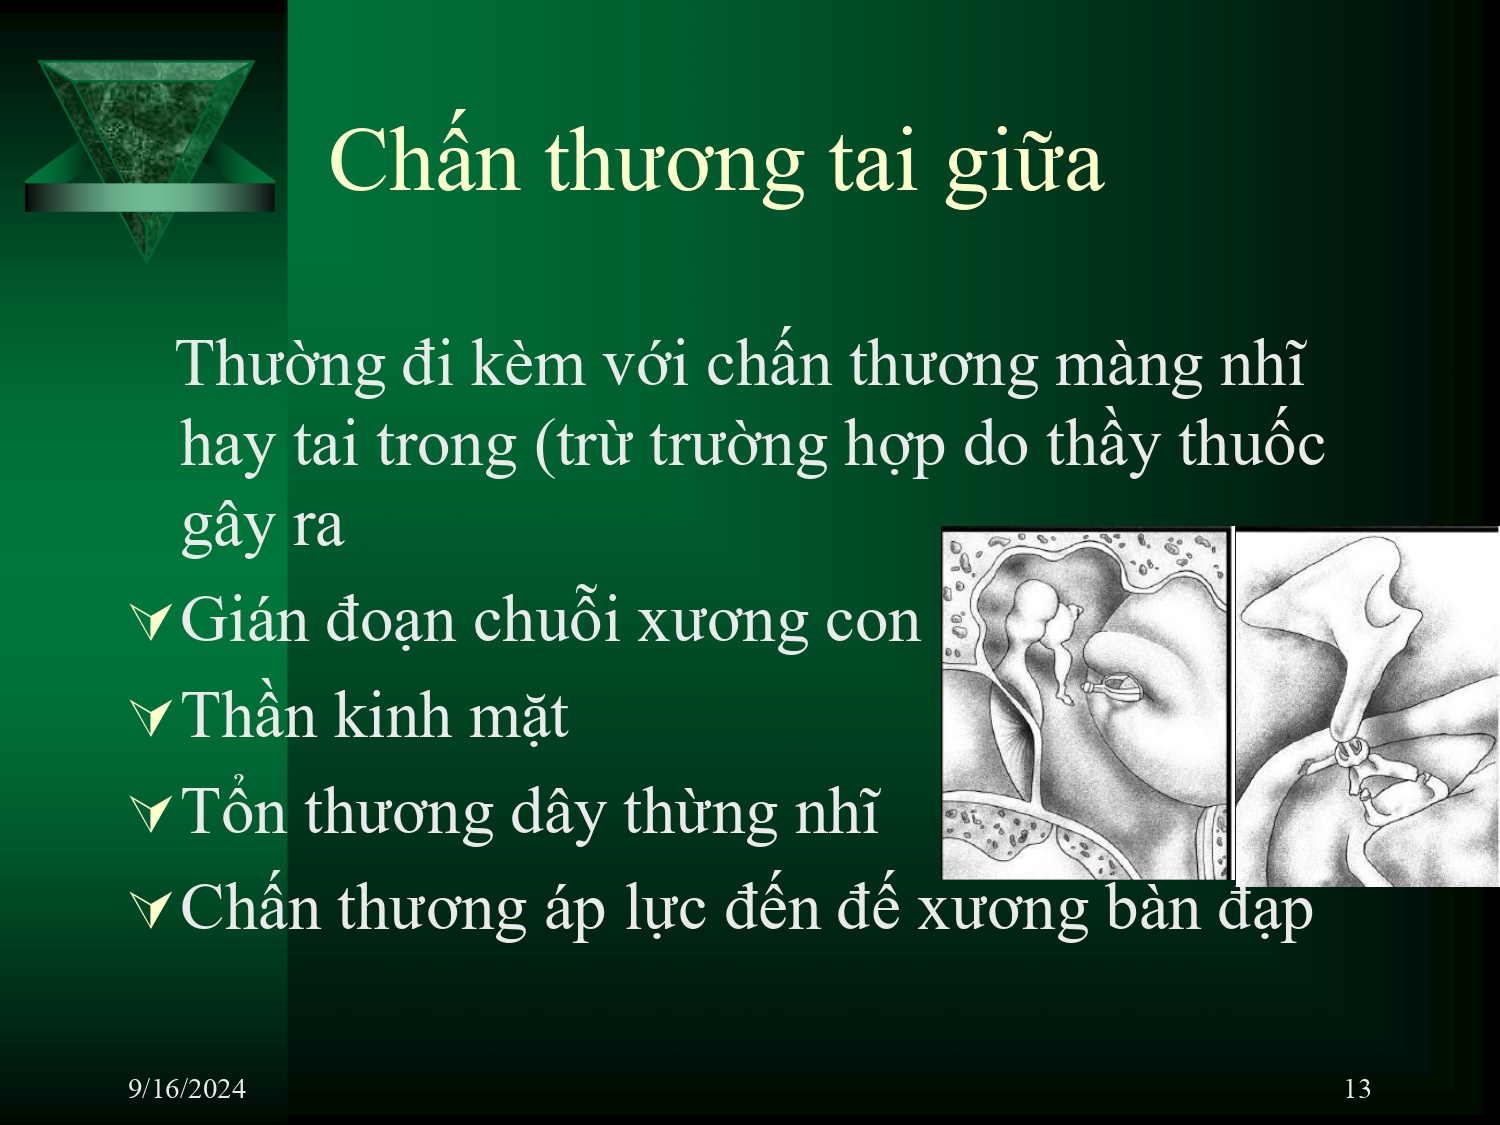 Chấn thương tai giữa
Thường đi kèm với chấn thương màng nhĩ
hay tai trong (trừ trường hợp do thầy thuốc
gây ra
Gián đoạn chuỗi xương con
Thần kinh mặt
Tổn thương dây thừng nhĩ
Chấn thương áp lực đến đế xương bàn đạp
9/16/2024
13